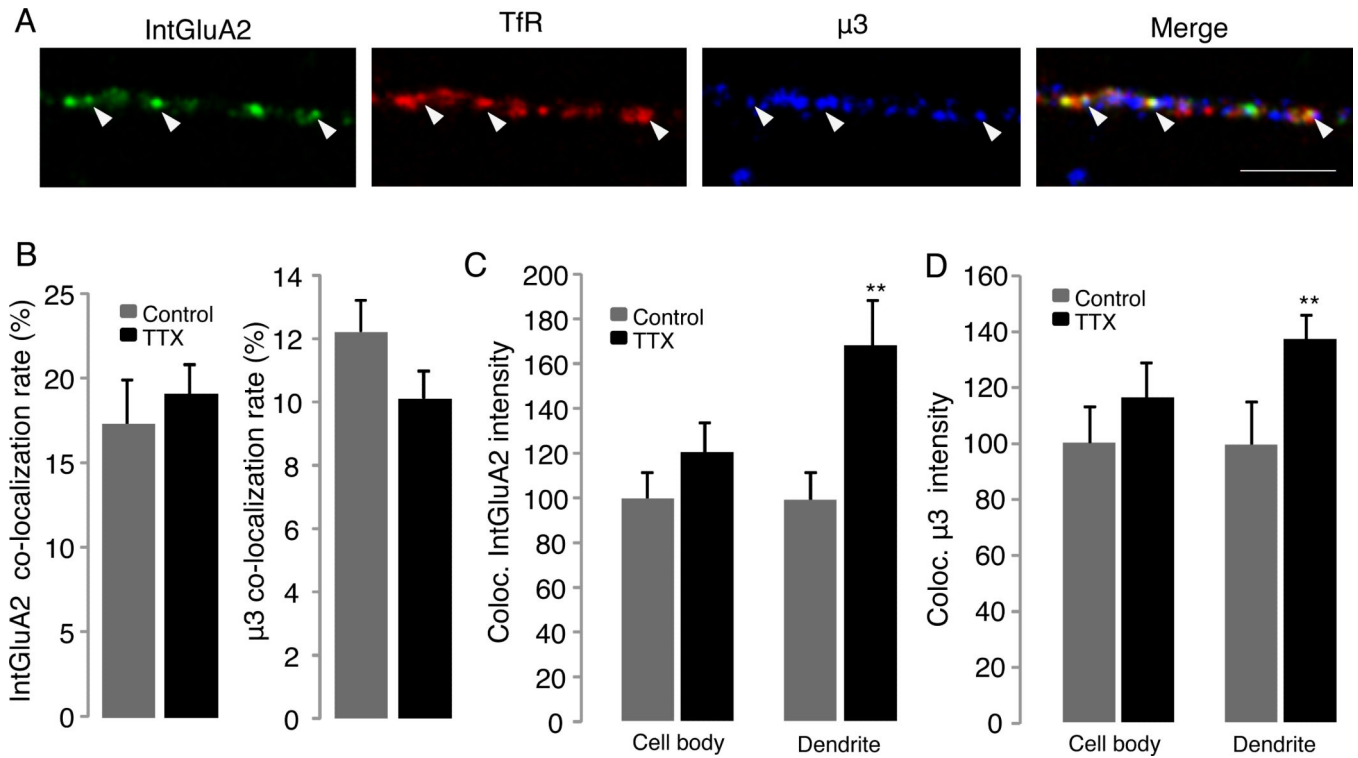 A
IntGluA2
TfR
µ3
Merge
B
IntGluA2 co-localization rate (%)
25
20
15
10
5
0
Control
TTX
µ3 co-localization rate (%)
14
12
10
8
6
4
2
0
C
Coloc. IntGluA2 intensity
200
180
160
140
120
100
80
60
40
20
0
Control
TTX
**
Cell body
Dendrite
D
Coloc. µ3 intensity
160
140
120
100
80
60
40
20
0
Control
TTX
**
Cell body
Dendrite